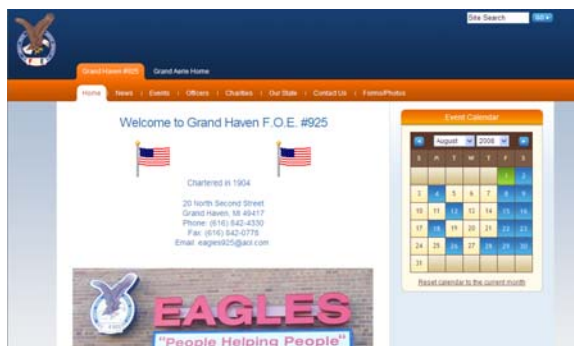 Site Search
GO
F O E
Grand Haven #925 Grand Aerie Home
Home News Events Officers Charities Our State Contact Us Forms/Photos
Welcome to Grand Haven F.O.E. #925
Chartered in 1904
20 North Second Street
Grand Haven, MI 49417
Phone: (616) 842-4330
Fax: (616) 842-0778
Email: eagles925@aol.com
EAGLES
"People Helping People"
Event Calendar
August 2008
S M T W T F S
1 2
3 4 5 6 7 8 9
10 11 12 13 14 15 16
17 18 19 20 21 22 23
24 25 26 27 28 29 30
31
Reset calendar to the current month